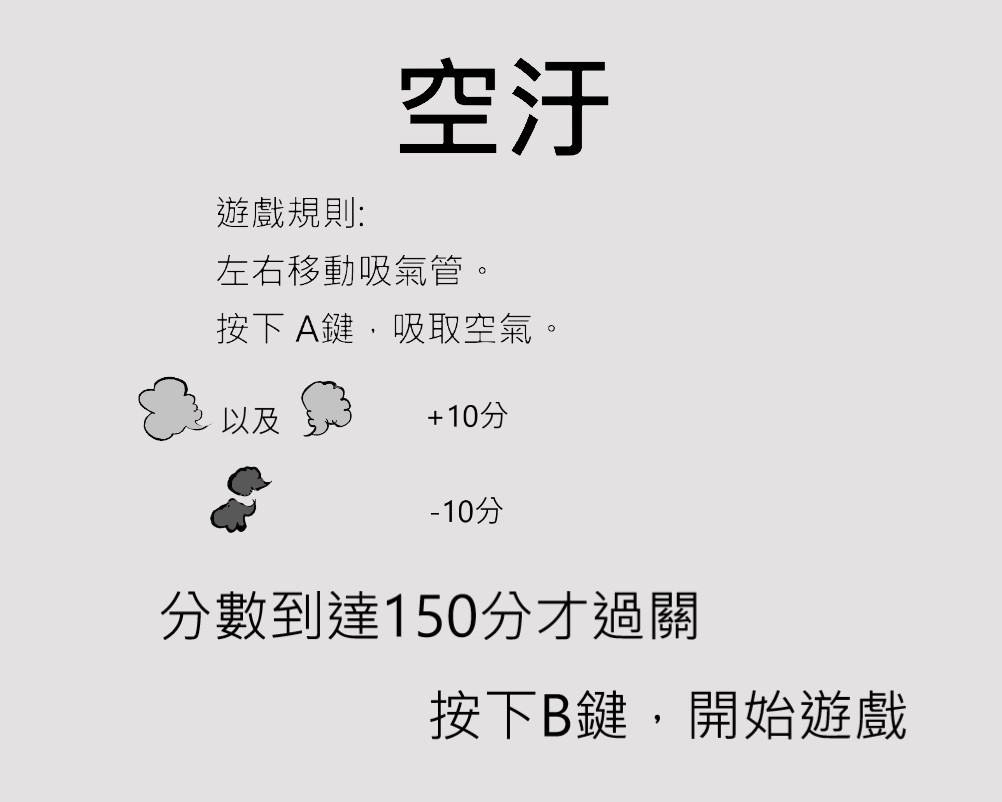 空汙
遊戲規則:
左右移動吸氣管。
按下 A鍵，吸取空氣。
以及 +10分
-10分
分數到達150分才過關
按下B鍵，開始遊戲